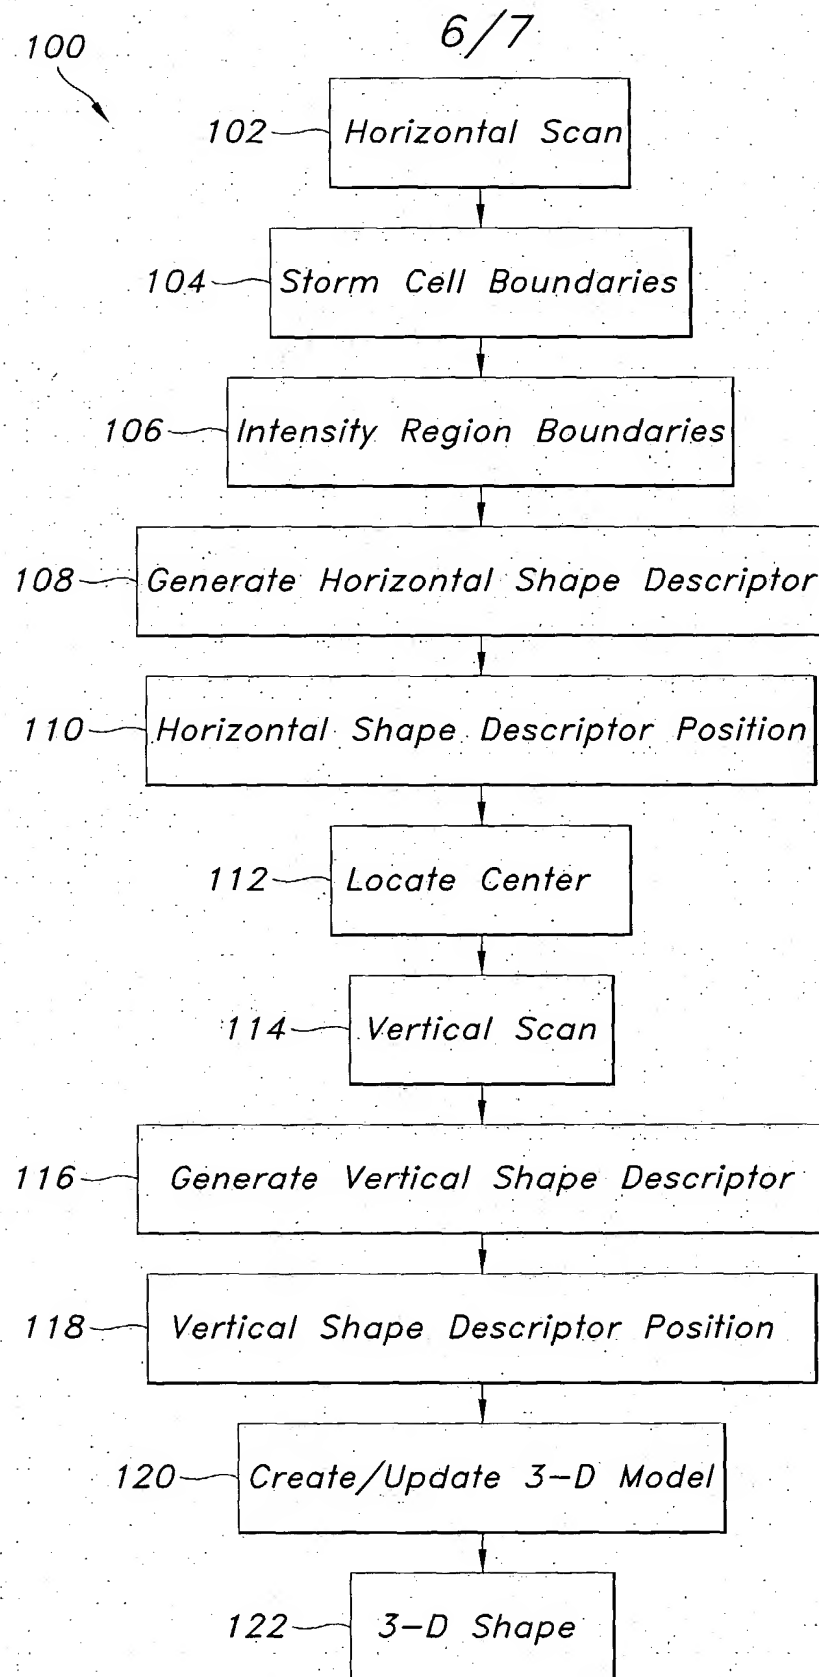 6/7
100
102 Horizontal Scan
104 Storm Cell Boundaries
106 Intensity Region Boundaries
108 Generate Horizontal Shape Descriptor
110 Horizontal Shape Descriptor Position
112 Locate Center
114 Vertical Scan
116 Generate Vertical Shape Descriptor
118 Vertical Shape Descriptor Position
120 Create/Update 3-D Model
122 3-D Shape